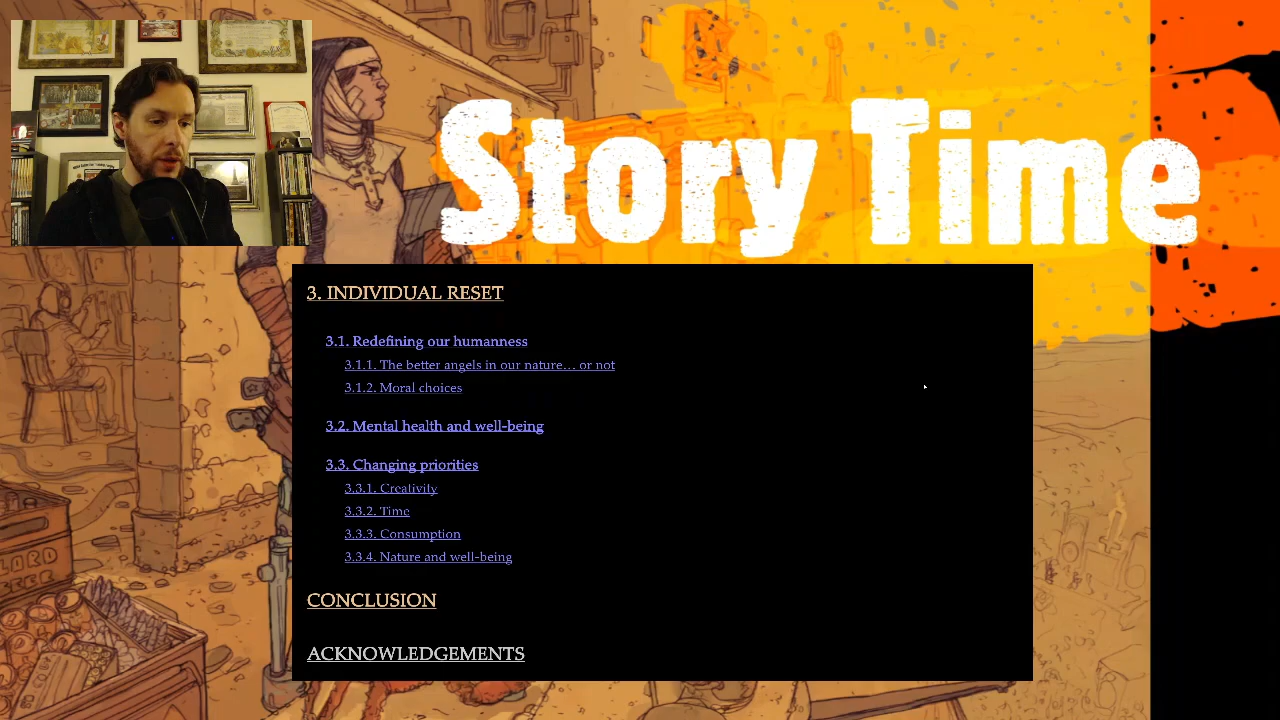 Story Time
3. INDIVIDUAL RESET
3.1. Redefining our humanness
3.1.1. The better angels in our nature… or not
3.1.2. Moral choices
3.2. Mental health and well-being
3.3. Changing priorities
3.3.1. Creativity
3.3.2. Time
3.3.3. Consumption
3.3.4. Nature and well-being
CONCLUSION
ACKNOWLEDGEMENTS